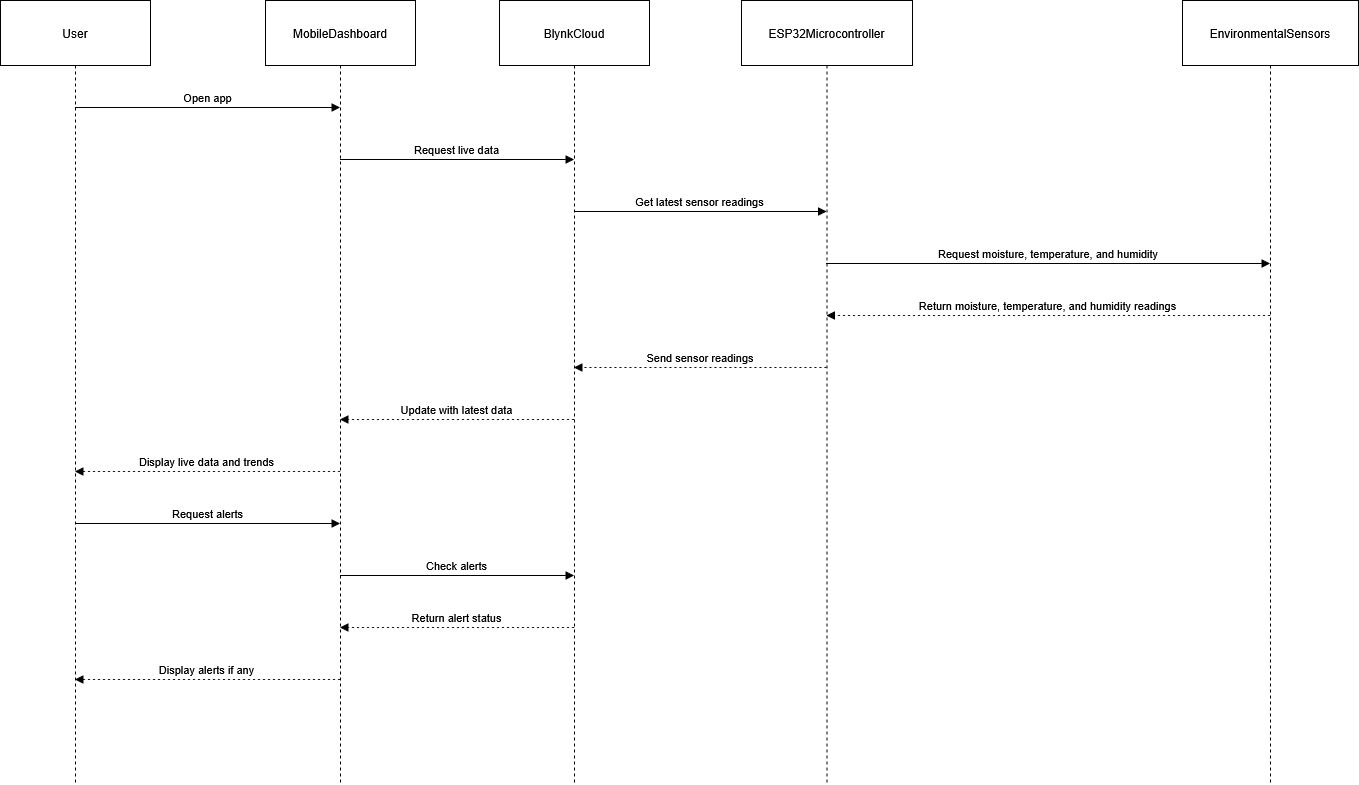 User
MobileDashboard
BlynkCloud
ESP32Microcontroller
EnvironmentalSensors
Open app
Request live data
Get latest sensor readings
Request moisture, temperature, and humidity
Return moisture, temperature, and humidity readings
Send sensor readings
Update with latest data
Display live data and trends
Request alerts
Check alerts
Return alert status
Display alerts if any